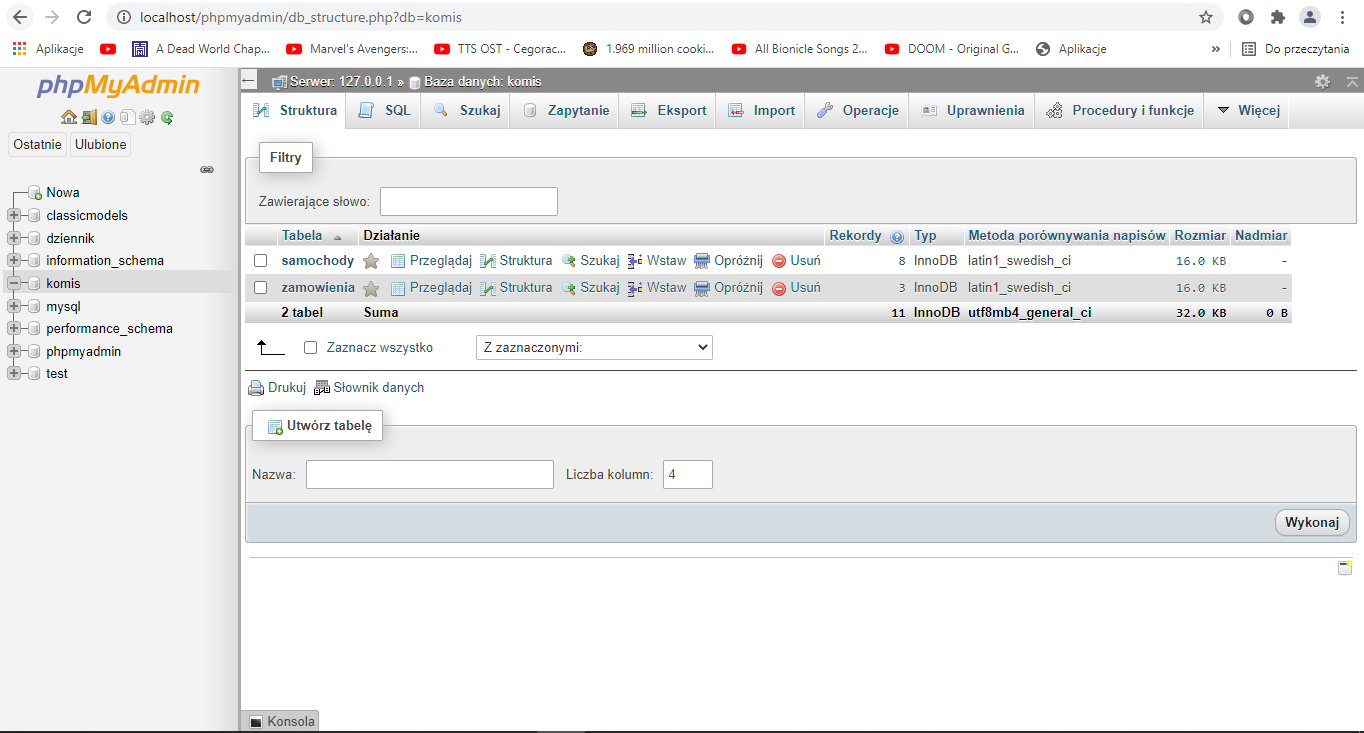 localhost/phpmyadmin/db_structure.php?db=komis
Aplikacje A Dead World Chap... Marvel's Avengers:... TTS OST - Cegorac... 1.969 million cooki... All Bionicle Songs 2... DOOM - Original G... Aplikacje » Do przeczytania
phpMyAdmin
Ostatnie Ulubione
Nowa
classicmodels
dziennik
information_schema
komis
mysql
performance_schema
phpmyadmin
test
Serwer: 127.0.0.1 » Baza danych: komis
Struktura SQL Szukaj Zapytanie Eksport Import Operacje Uprawnienia Procedury i funkcje Więcej
Filtry
Zawierające słowo:
Tabela Działanie Rekordy Typ Metoda porównywania napisów Rozmiar Nadmiar
samochody Przeglądaj Struktura Szukaj Wstaw Opróżnij Usuń 8 InnoDB latin1_swedish_ci 16.0 KB -
zamowienia Przeglądaj Struktura Szukaj Wstaw Opróżnij Usuń 3 InnoDB latin1_swedish_ci 16.0 KB -
2 tabel Suma 11 InnoDB utf8mb4_general_ci 32.0 KB 0 B
Zaznacz wszystko Z zaznaczonymi:
Drukuj Słownik danych
Utwórz tabelę
Nazwa: Liczba kolumn: 4
Wykonaj
Konsola